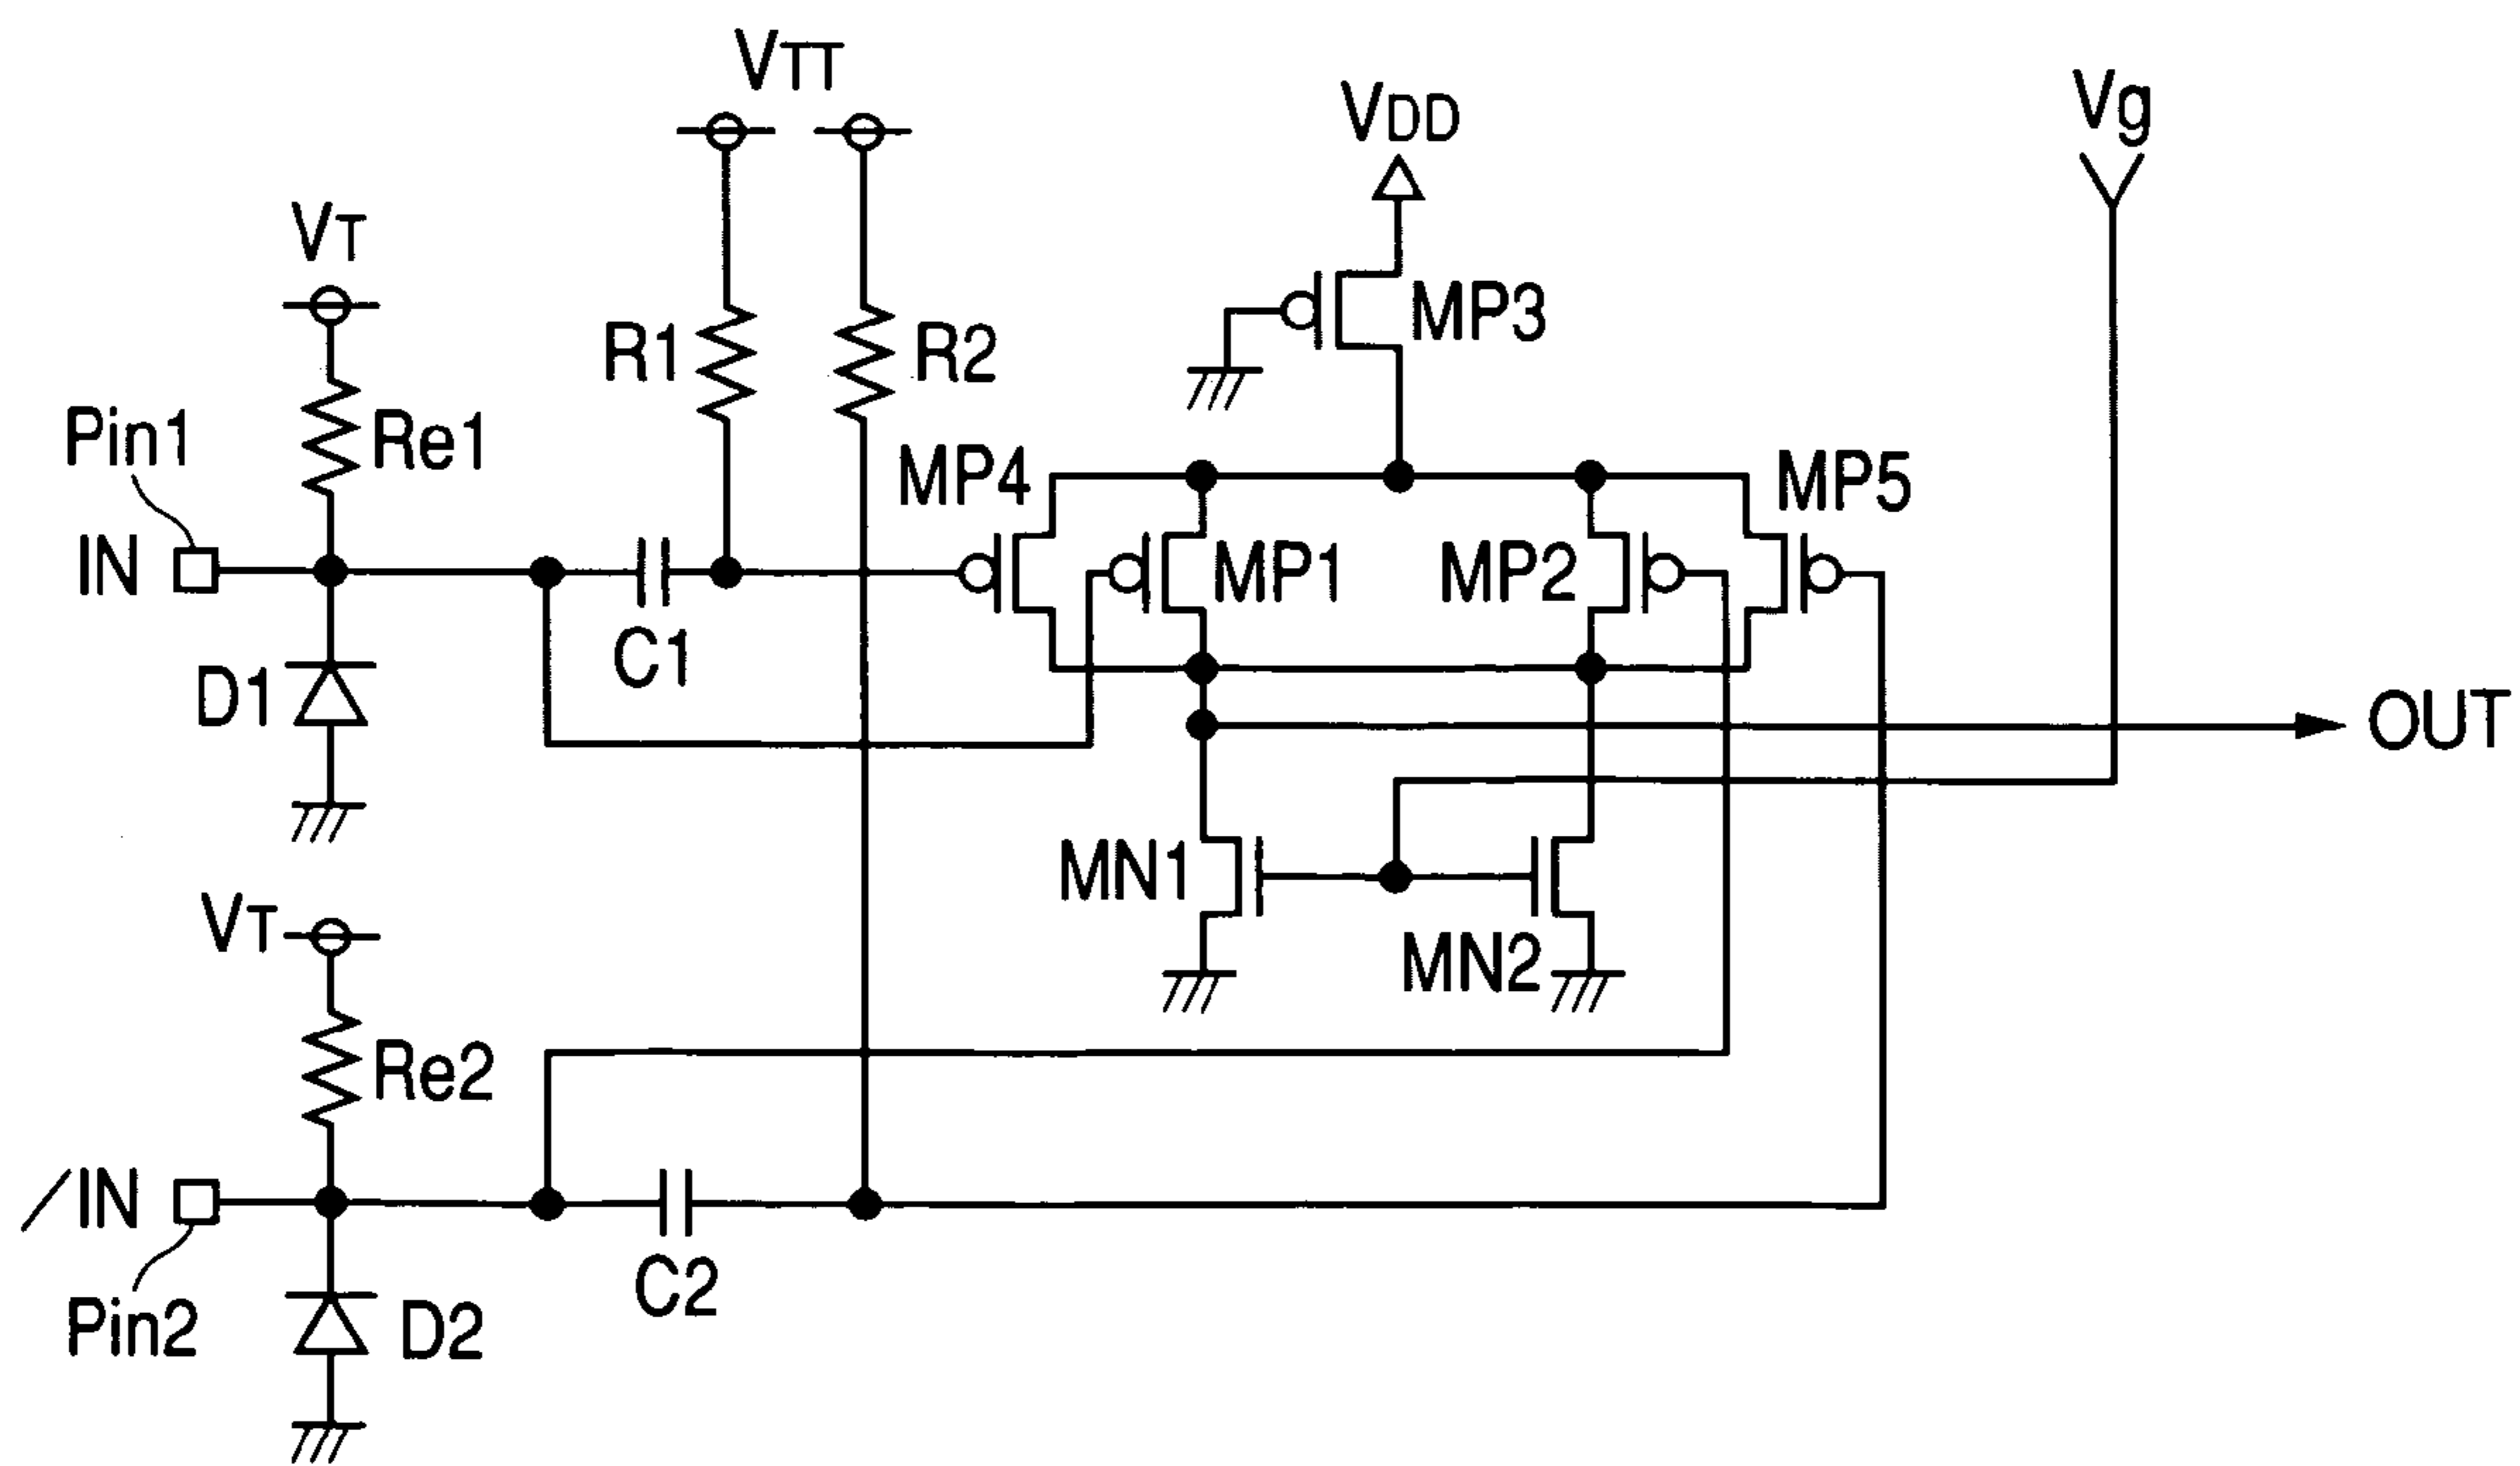 VTT
VDD
Vg
VT
R1
R2
MP3
Pin1
Re1
MP4
MP5
IN
MP1
MP2
C1
D1
OUT
MN1
VT
MN2
Re2
/IN
C2
Pin2
D2